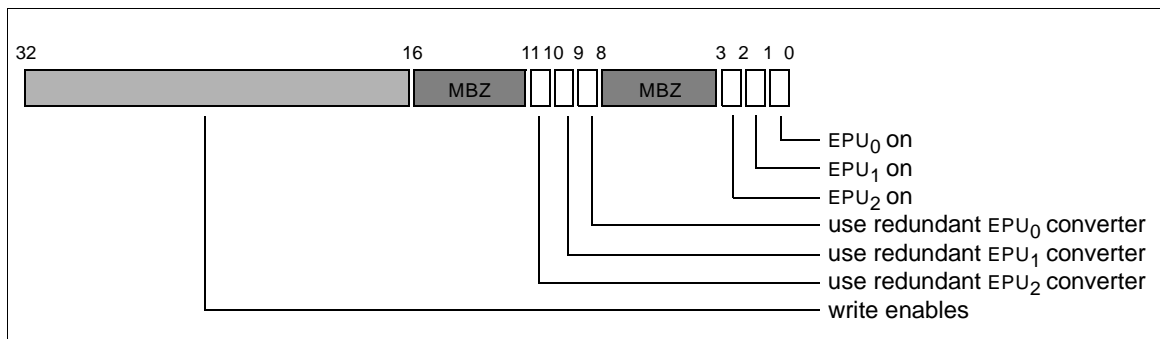 32 16 11 10 9 8 3 2 1 0
MBZ MBZ
EPU0 on
EPU1 on
EPU2 on
use redundant EPU0 converter
use redundant EPU1 converter
use redundant EPU2 converter
write enables